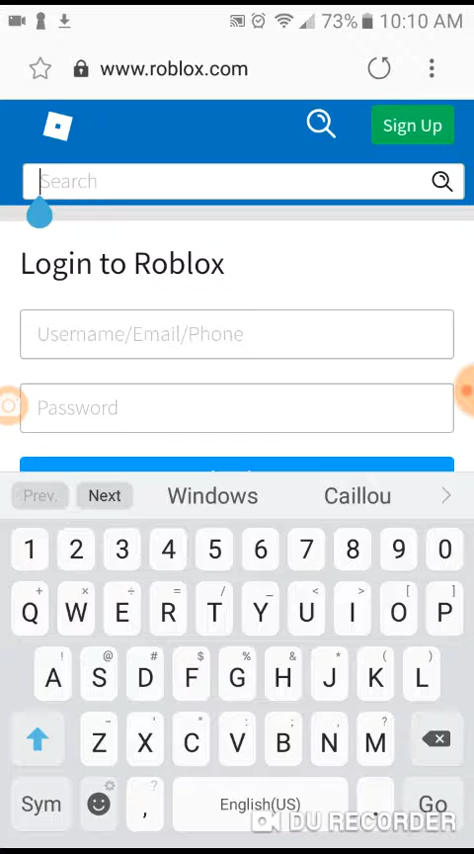 73% 10:10 AM
www.roblox.com
Sign Up
Search
Login to Roblox
Username/Email/Phone
Password
Prev. Next Windows Caillou
1 2 3 4 5 6 7 8 9 0
+ × ÷ = / _ < > [ ]
Q W E R T Y U I O P
! @ # $ % & * ( )
A S D F G H J K L
- ' " : ; , ?
Z X C V B N M
Sym , ? English(US) . Go
DU RECORDER